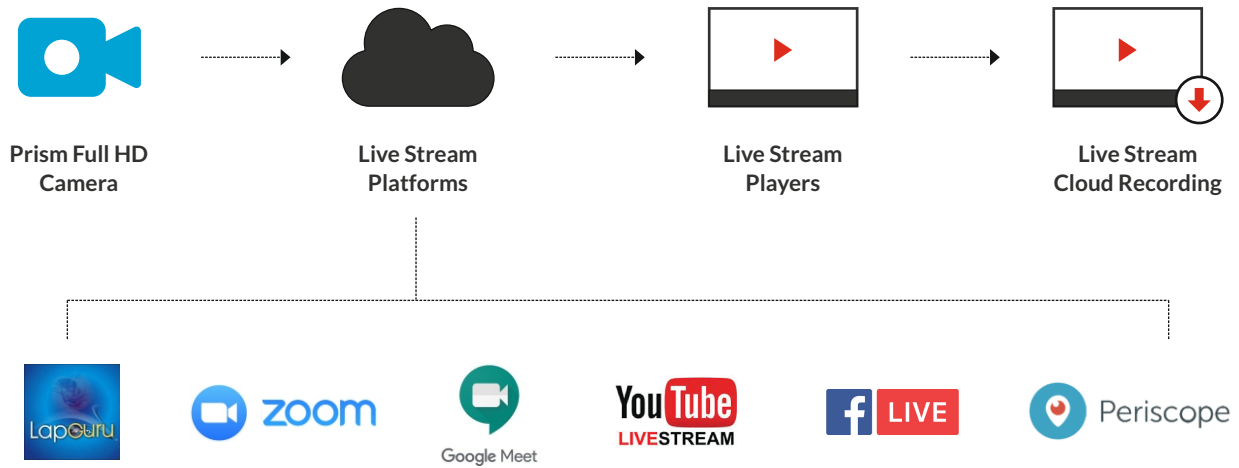 Prism Full HD
Camera
Live Stream
Platforms
Live Stream
Players
Live Stream
Cloud Recording
LapGuru
zoom
Google Meet
YouTube
LIVESTREAM
f LIVE
Periscope